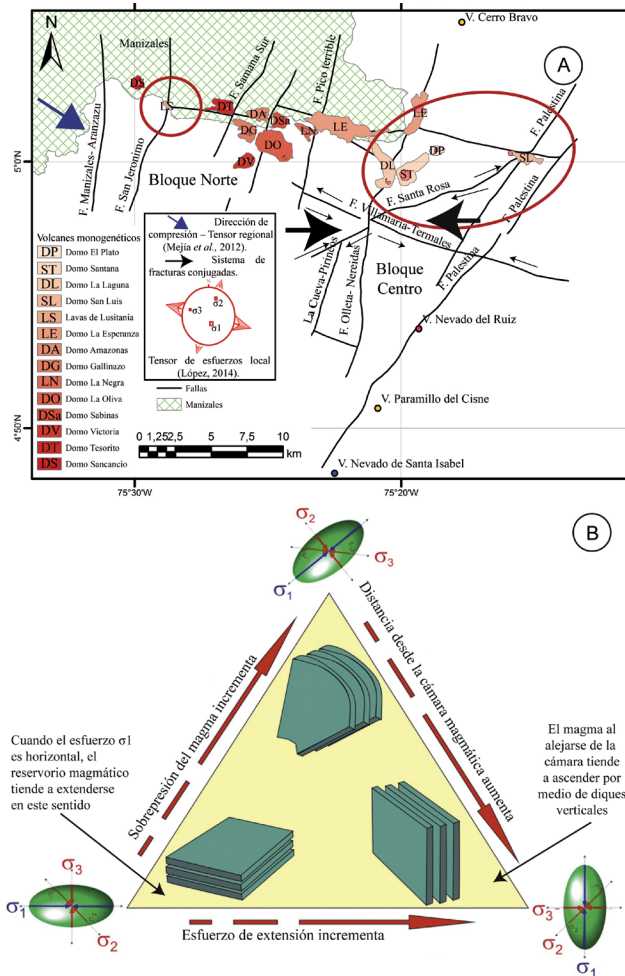 N
V. Cerro Bravo
A
Manizales
F. Samana Sur
F. Pico terrible
F. Manizales- Aranzazu
F. San Jeronimo
DS
LS
DT
DA
DSa
DG
DO
LN
LE
DV
LE
DL
ST
DP
SL
F. Palestina
F. Palestina
F. Palestina
F. Santa Rosa
F. Villamaria-Termales
La Cueva-Pirineos
F. Olleta- Nereidas
Bloque Norte
Bloque
Centro
5°0'N
4°50'N
75°30'W
75°20'W
V. Nevado del Ruiz
V. Paramillo del Cisne
V. Nevado de Santa Isabel
Volcanes monogenéticos
DP Domo El Plato
ST Domo Santana
DL Domo La Laguna
SL Domo San Luis
LS Lavas de Lusitania
LE Domo La Esperanza
DA Domo Amazonas
DG Domo Gallinazo
LN Domo La Negra
DO Domo La Oliva
DSa Domo Sabinas
DV Domo Victoria
DT Domo Tesorito
DS Domo Sancancio
Dirección de
compresión – Tensor regional
(Mejía et al., 2012).
Sistema de
fracturas conjugadas.
σ2
σ3
σ1
Tensor de esfuerzos local
(López, 2014).
Fallas
Manizales
0 1,252,5 5 7,5 10
km
B
σ2
σ3
σ1
Sobrepresión del magma incrementa
Distancia desde la cámara magmática aumenta
Cuando el esfuerzo σ1
es horizontal, el
reservorio magmático
tiende a extenderse
en este sentido
El magma al
alejarse de la
cámara tiende
a ascender por
medio de diques
verticales
σ3
σ1
σ2
σ3
σ2
σ1
Esfuerzo de extensión incrementa